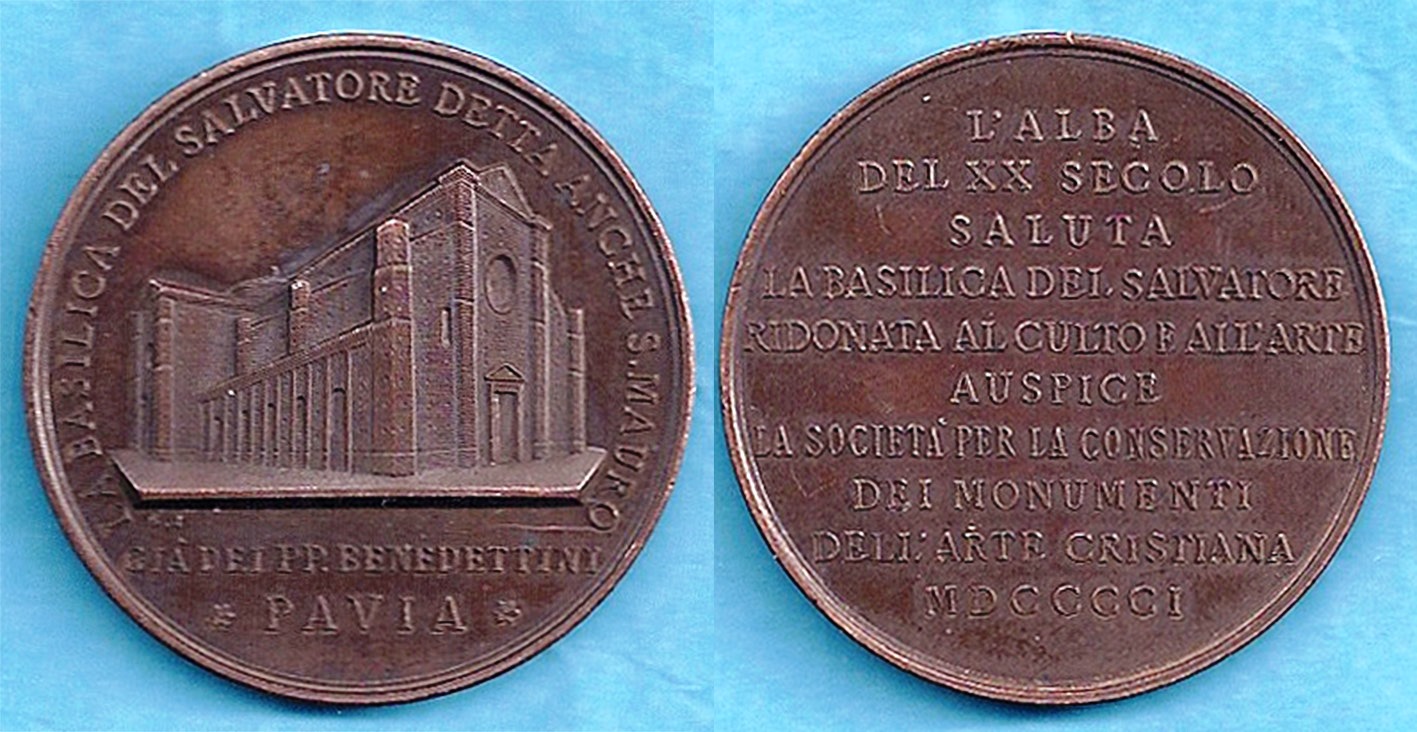 LA BASILICA DEL SALVATORE DETTA ANCHE S. MAURO
GIÀ DEI PP. BENEDETTINI
PAVIA
L'ALBA
DEL XX SECOLO
SALUTA
LA BASILICA DEL SALVATORE
RIDONATA AL CULTO E ALL'ARTE
AUSPICE
LA SOCIETÀ PER LA CONSERVAZIONE
DEI MONUMENTI
DELL'ARTE CRISTIANA
MDCCCCI